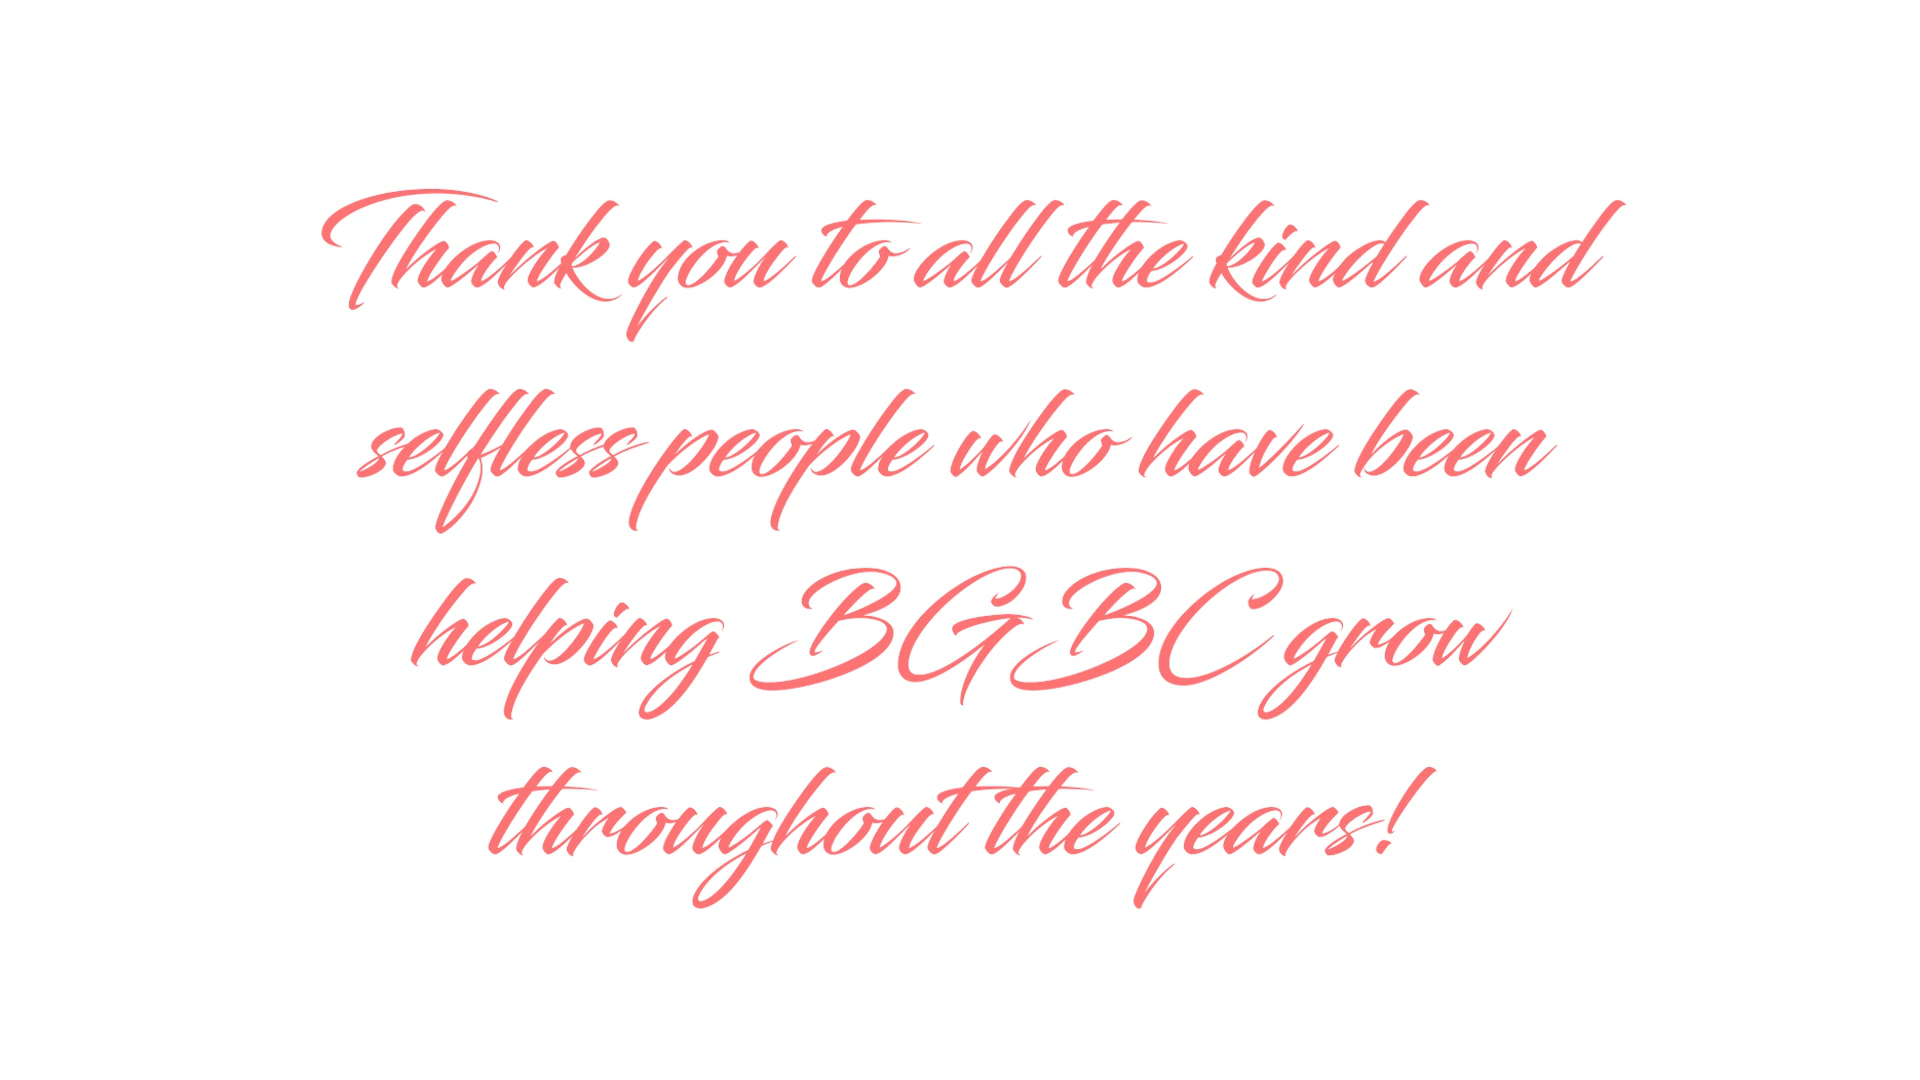 Thank you to all the kind and
selfless people who have been
helping BGBC grow
throughout the years!